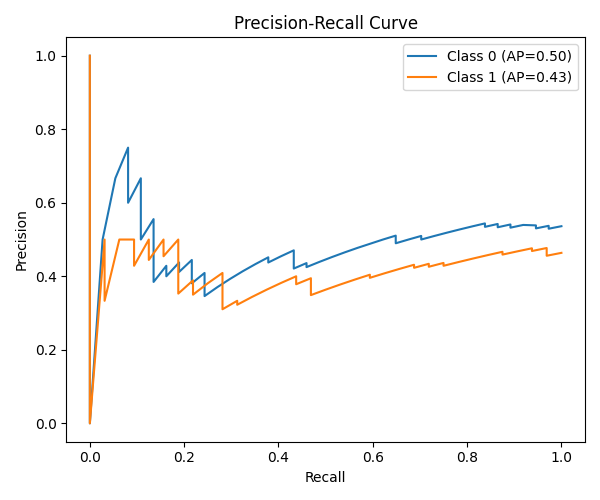 Precision-Recall Curve
Class 0 (AP=0.50)
Class 1 (AP=0.43)
Precision
1.0
0.8
0.6
0.4
0.2
0.0
0.0 0.2 0.4 0.6 0.8 1.0
Recall